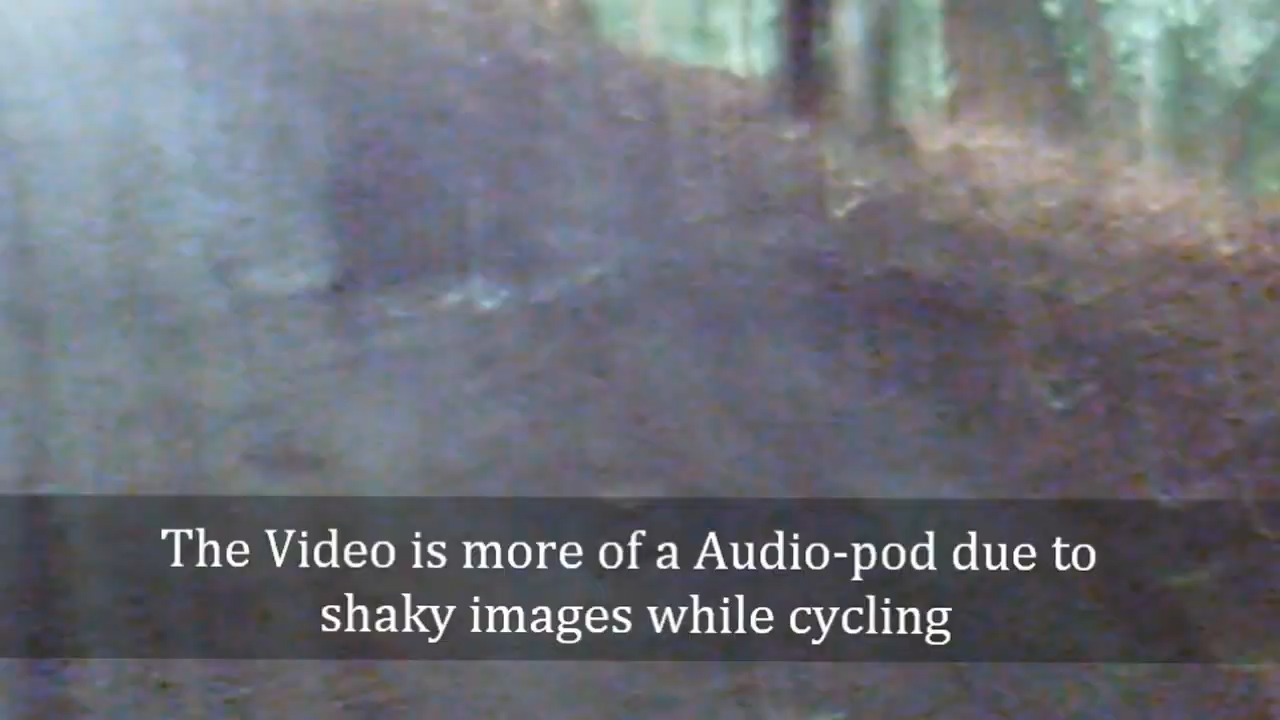 The Video is more of a Audio-pod due to
shaky images while cycling